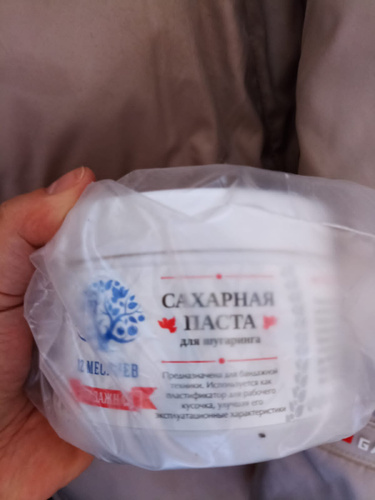 САХАРНАЯ
ПАСТА
для шугаринга
12 МЕСЯЦЕВ
Предназначена для бандажной
техники. Используется как
пластификатор для рабочего
кусочка, улучшая его
эксплуатационные характеристики